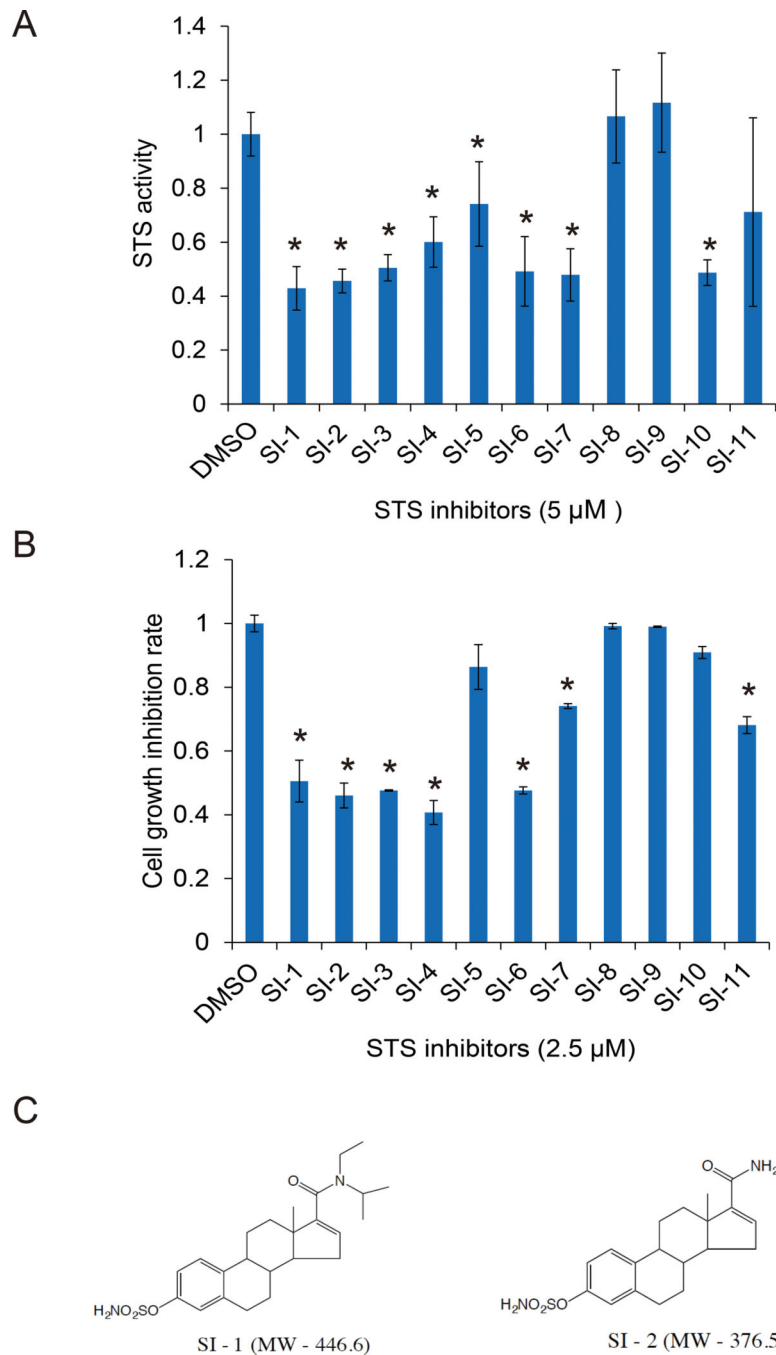 A
1.4
1.2
1
0.8
0.6
0.4
0.2
0
STS activity
* * * * * * * *
DMSO SI-1 SI-2 SI-3 SI-4 SI-5 SI-6 SI-7 SI-8 SI-9 SI-10 SI-11
STS inhibitors (5 µM )
B
1.2
1
0.8
0.6
0.4
0.2
0
Cell growth inhibition rate
* * * * * * *
DMSO SI-1 SI-2 SI-3 SI-4 SI-5 SI-6 SI-7 SI-8 SI-9 SI-10 SI-11
STS inhibitors (2.5 µM)
C
O N
H2NO2SO
SI - 1 (MW - 446.6)
O NH2
H2NO2SO
SI - 2 (MW - 376.5